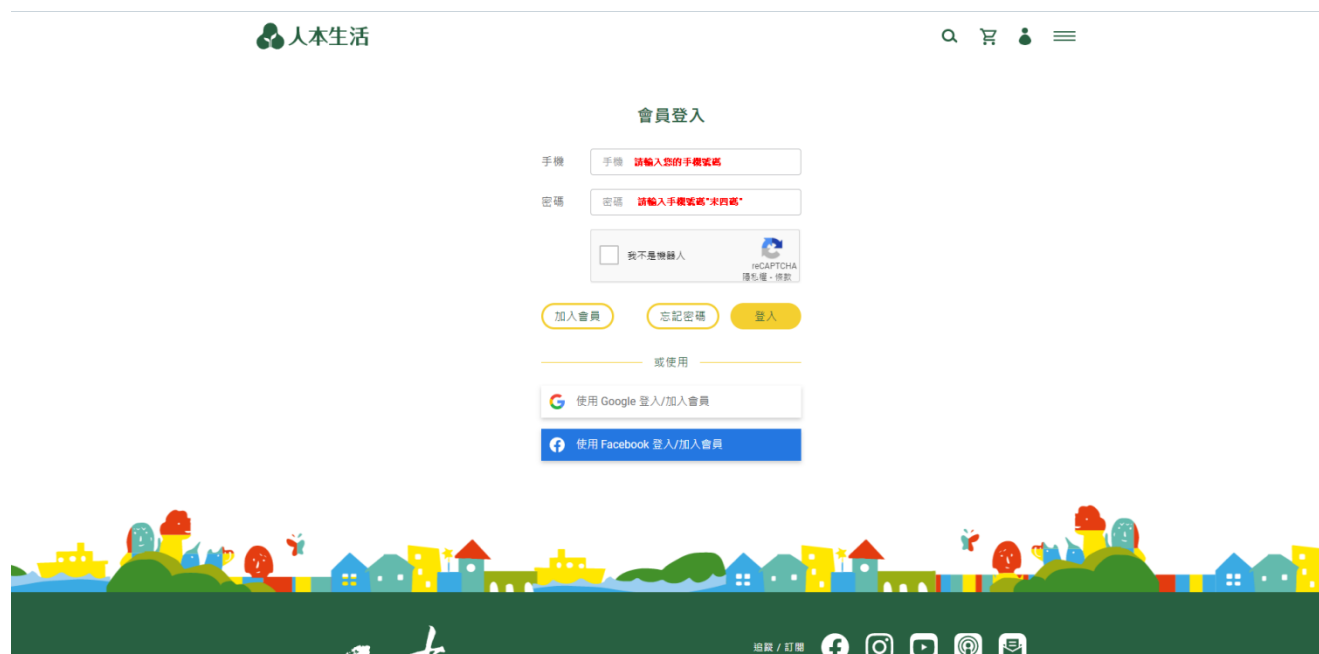 人本生活
會員登入
手機 手機 請輸入您的手機號碼
密碼 密碼 請輸入手機號碼"末四碼"
我不是機器人
reCAPTCHA
隱私權 - 條款
加入會員 忘記密碼 登入
或使用
使用 Google 登入/加入會員
使用 Facebook 登入/加入會員
追蹤 / 訂閱